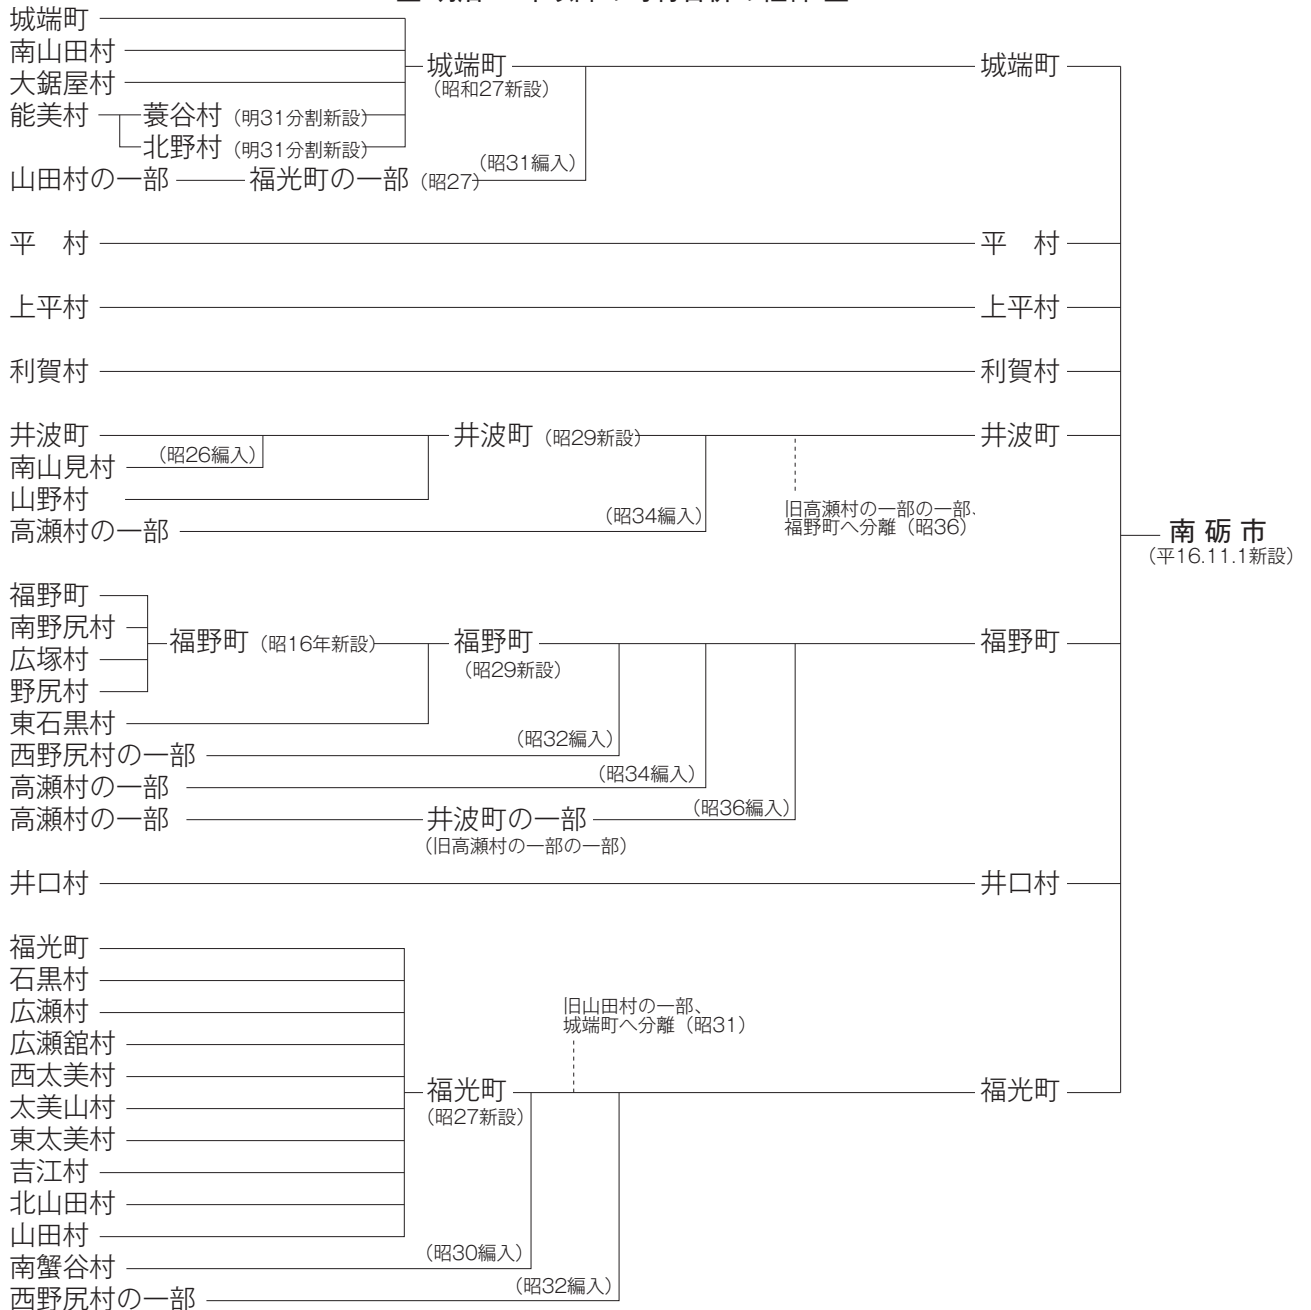 城端町
南山田村
大鋸屋村
能美村 蓑谷村（明31分割新設）
北野村（明31分割新設）
城端町
（昭和27新設）
山田村の一部 福光町の一部（昭27）
（昭31編入）
城端町
平　村 平　村
上平村 上平村
利賀村 利賀村
井波町 井波町（昭29新設） 井波町
南山見村 （昭26編入）
山野村
高瀬村の一部 （昭34編入）
旧高瀬村の一部の一部、
福野町へ分離（昭36）
南 砺 市
（平16.11.1新設）
福野町
南野尻村
広塚村
野尻村
福野町（昭16年新設） 福野町 福野町
（昭29新設）
東石黒村
西野尻村の一部 （昭32編入）
高瀬村の一部 （昭34編入）
高瀬村の一部 井波町の一部 （昭36編入）
（旧高瀬村の一部の一部）
井口村 井口村
福光町
石黒村
広瀬村
広瀬舘村
西太美村
太美山村
東太美村
吉江村
北山田村
山田村
福光町
（昭27新設）
旧山田村の一部、
城端町へ分離（昭31）
福光町
南蟹谷村 （昭30編入）
西野尻村の一部 （昭32編入）